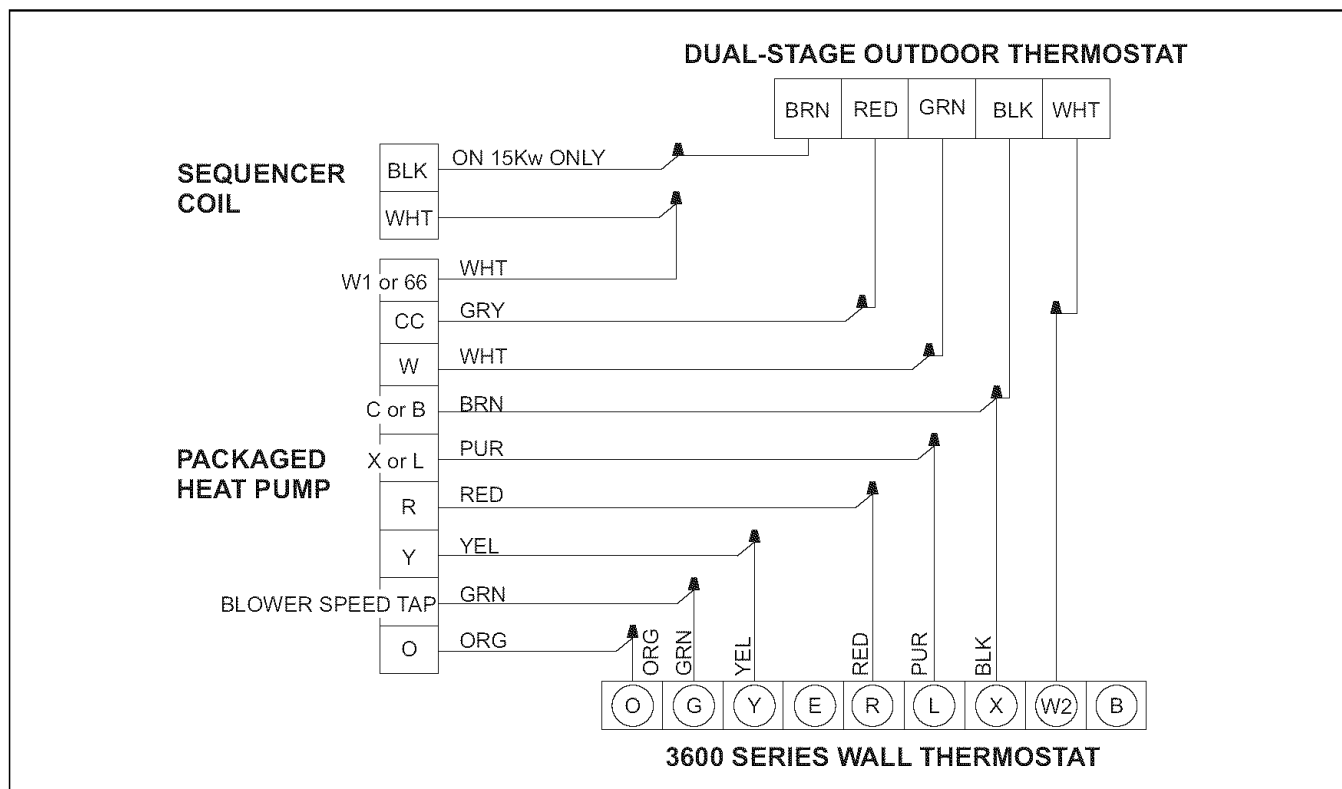 DUAL-STAGE OUTDOOR THERMOSTAT
BRN RED GRN BLK WHT
SEQUENCER
COIL
BLK ON 15Kw ONLY
WHT
W1 or 66 WHT
CC GRY
W WHT
C or B BRN
PACKAGED
HEAT PUMP
X or L PUR
R RED
Y YEL
BLOWER SPEED TAP GRN
O ORG
ORG GRN YEL RED PUR BLK
O G Y E R L X W2 B
3600 SERIES WALL THERMOSTAT